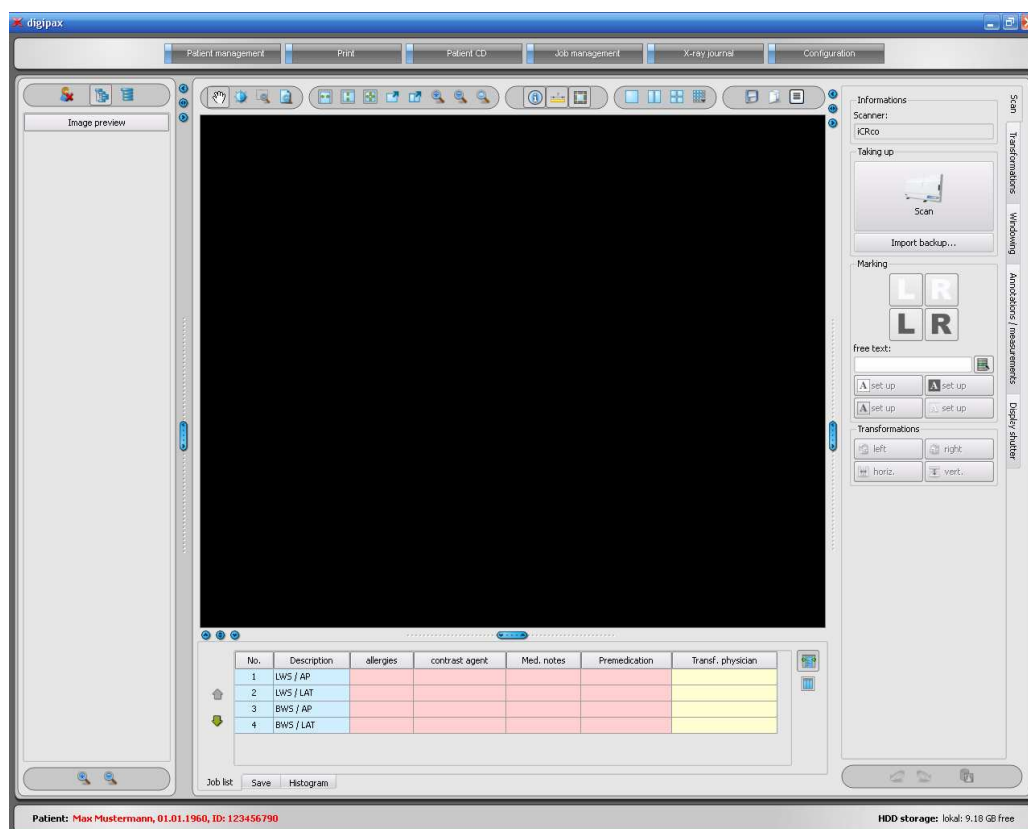 digipax
Patient management
Print
Patient CD
Job management
X-ray journal
Configuration
Image preview
Informations
Scanner:
iCRco
Taking up
Scan
Import backup...
Marking
L R
L R
free text:
A set up
A set up
A set up
set up
Transformations
left
right
horiz.
vert.
Scan
Transformations
Windowing
Annotations / measurements
Display shutter
No. Description allergies contrast agent Med. notes Premedication Transf. physician
1 LWS / AP
2 LWS / LAT
3 BWS / AP
4 BWS / LAT
Job list Save Histogram
Patient: Max Mustermann, 01.01.1960, ID: 123456790
HDD storage: lokal: 9.18 GB free